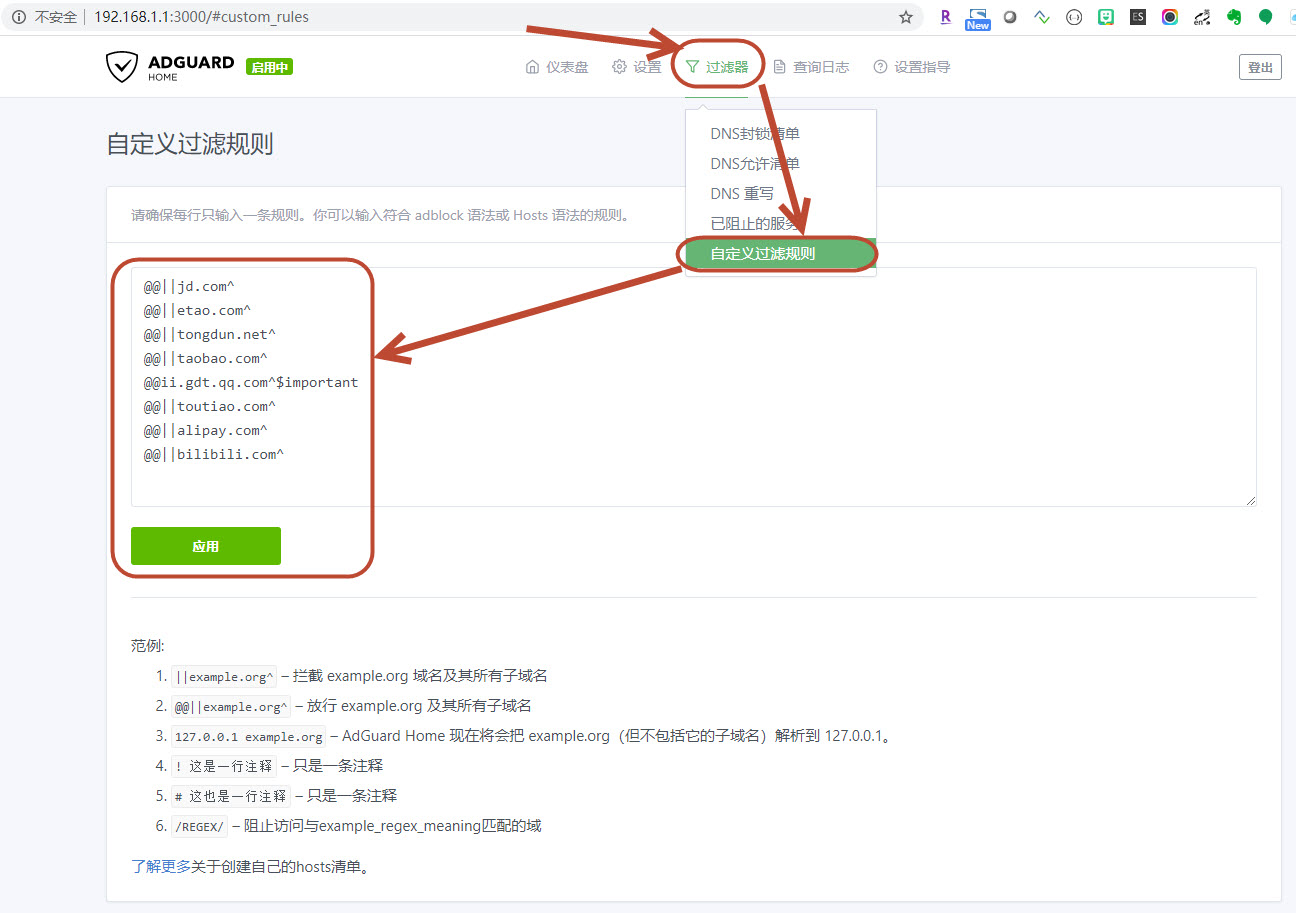 不安全 | 192.168.1.1:3000/#custom_rules
R New ES en
ADGUARD
HOME
启用中
仪表盘 设置 过滤器 查询日志 设置指导 登出
DNS封锁清单
DNS允许清单
DNS 重写
已阻止的服务
自定义过滤规则
自定义过滤规则
请确保每行只输入一条规则。你可以输入符合 adblock 语法或 Hosts 语法的规则。
@@||jd.com^
@@||etao.com^
@@||tongdun.net^
@@||taobao.com^
@@ii.gdt.qq.com^$important
@@||toutiao.com^
@@||alipay.com^
@@||bilibili.com^
应用
范例:
1. ||example.org^ – 拦截 example.org 域名及其所有子域名
2. @@||example.org^ – 放行 example.org 及其所有子域名
3. 127.0.0.1 example.org – AdGuard Home 现在将会把 example.org（但不包括它的子域名）解析到 127.0.0.1。
4. ! 这是一行注释 – 只是一条注释
5. # 这也是一行注释 – 只是一条注释
6. /REGEX/ – 阻止访问与example_regex_meaning匹配的域
了解更多关于创建自己的hosts清单。